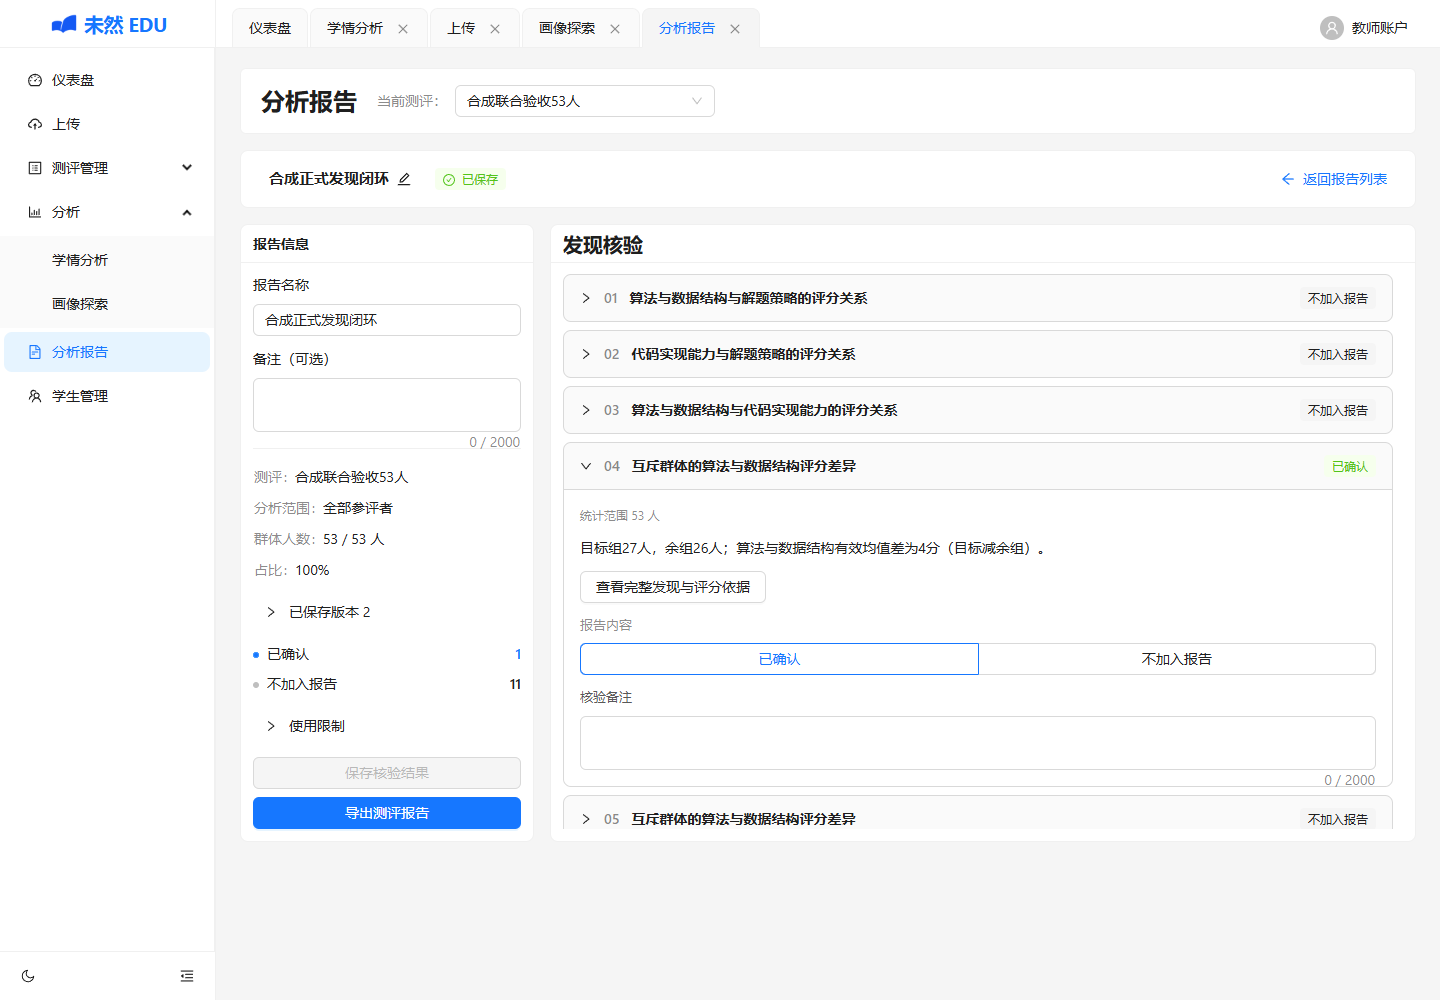 未然 EDU
仪表盘
学情分析
上传
画像探索
分析报告
教师账户
仪表盘
上传
测评管理
分析
学情分析
画像探索
分析报告
学生管理
分析报告
当前测评：
合成联合验收53人
合成正式发现闭环
已保存
返回报告列表
报告信息
报告名称
合成正式发现闭环
备注（可选）
0 / 2000
测评：合成联合验收53人
分析范围：全部参评者
群体人数：53 / 53 人
占比：100%
已保存版本 2
已确认 1
不加入报告 11
使用限制
保存核验结果
导出测评报告
发现核验
01 算法与数据结构与解题策略的评分关系 不加入报告
02 代码实现能力与解题策略的评分关系 不加入报告
03 算法与数据结构与代码实现能力的评分关系 不加入报告
04 互斥群体的算法与数据结构评分差异 已确认
统计范围 53 人
目标组27人，余组26人；算法与数据结构有效均值差为4分（目标减余组）。
查看完整发现与评分依据
报告内容
已确认
不加入报告
核验备注
0 / 2000
05 互斥群体的算法与数据结构评分差异 不加入报告